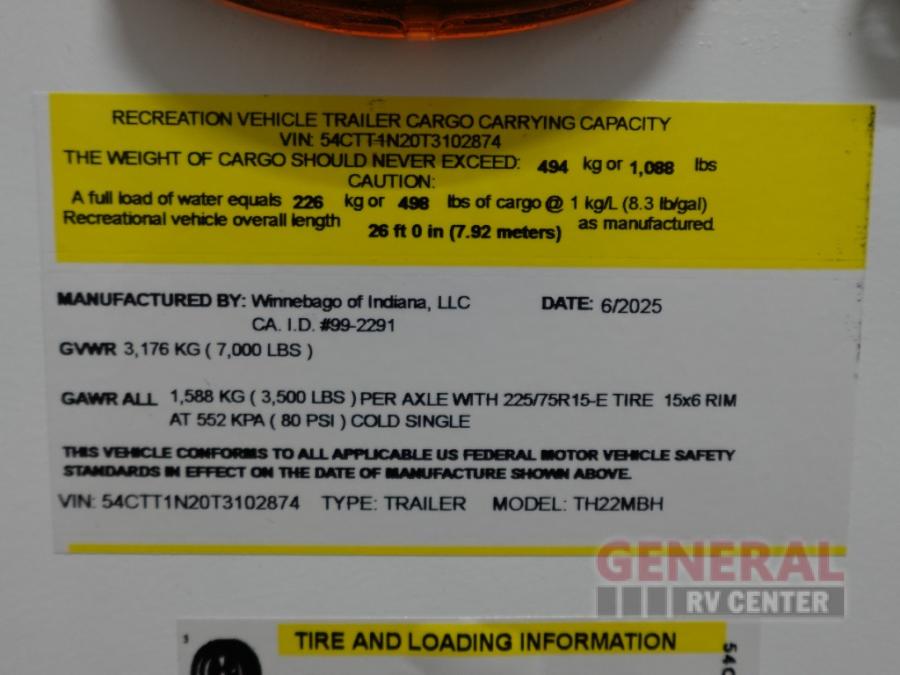 RECREATION VEHICLE TRAILER CARGO CARRYING CAPACITY
VIN: 54CTT1N20T3102874
THE WEIGHT OF CARGO SHOULD NEVER EXCEED: 494 kg or 1,088 lbs
CAUTION:
A full load of water equals 226 kg or 498 lbs of cargo @ 1 kg/L (8.3 lb/gal)
Recreational vehicle overall length 26 ft 0 in (7.92 meters) as manufactured.
MANUFACTURED BY: Winnebago of Indiana, LLC DATE: 6/2025
CA. I.D. #99-2291
GVWR 3,176 KG ( 7,000 LBS )
GAWR ALL 1,588 KG ( 3,500 LBS ) PER AXLE WITH 225/75R15-E TIRE 15x6 RIM
AT 552 KPA ( 80 PSI ) COLD SINGLE
THIS VEHICLE CONFORMS TO ALL APPLICABLE US FEDERAL MOTOR VEHICLE SAFETY
STANDARDS IN EFFECT ON THE DATE OF MANUFACTURE SHOWN ABOVE.
VIN: 54CTT1N20T3102874 TYPE: TRAILER MODEL: TH22MBH
GENERAL
RV CENTER
TIRE AND LOADING INFORMATION